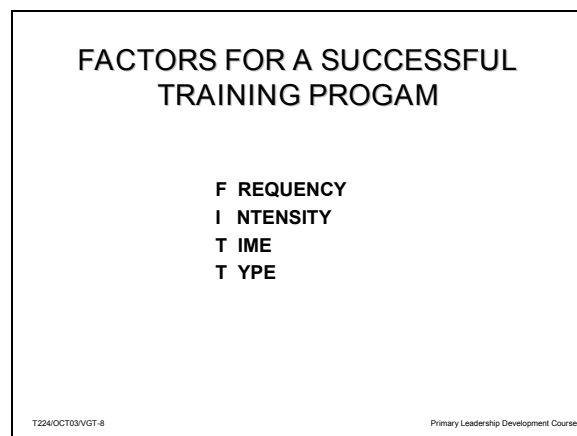 FACTORS FOR A SUCCESSFUL
TRAINING PROGAM
F REQUENCY
I NTENSITY
T IME
T YPE
T224/OCT03/VGT-8
Primary Leadership Development Course